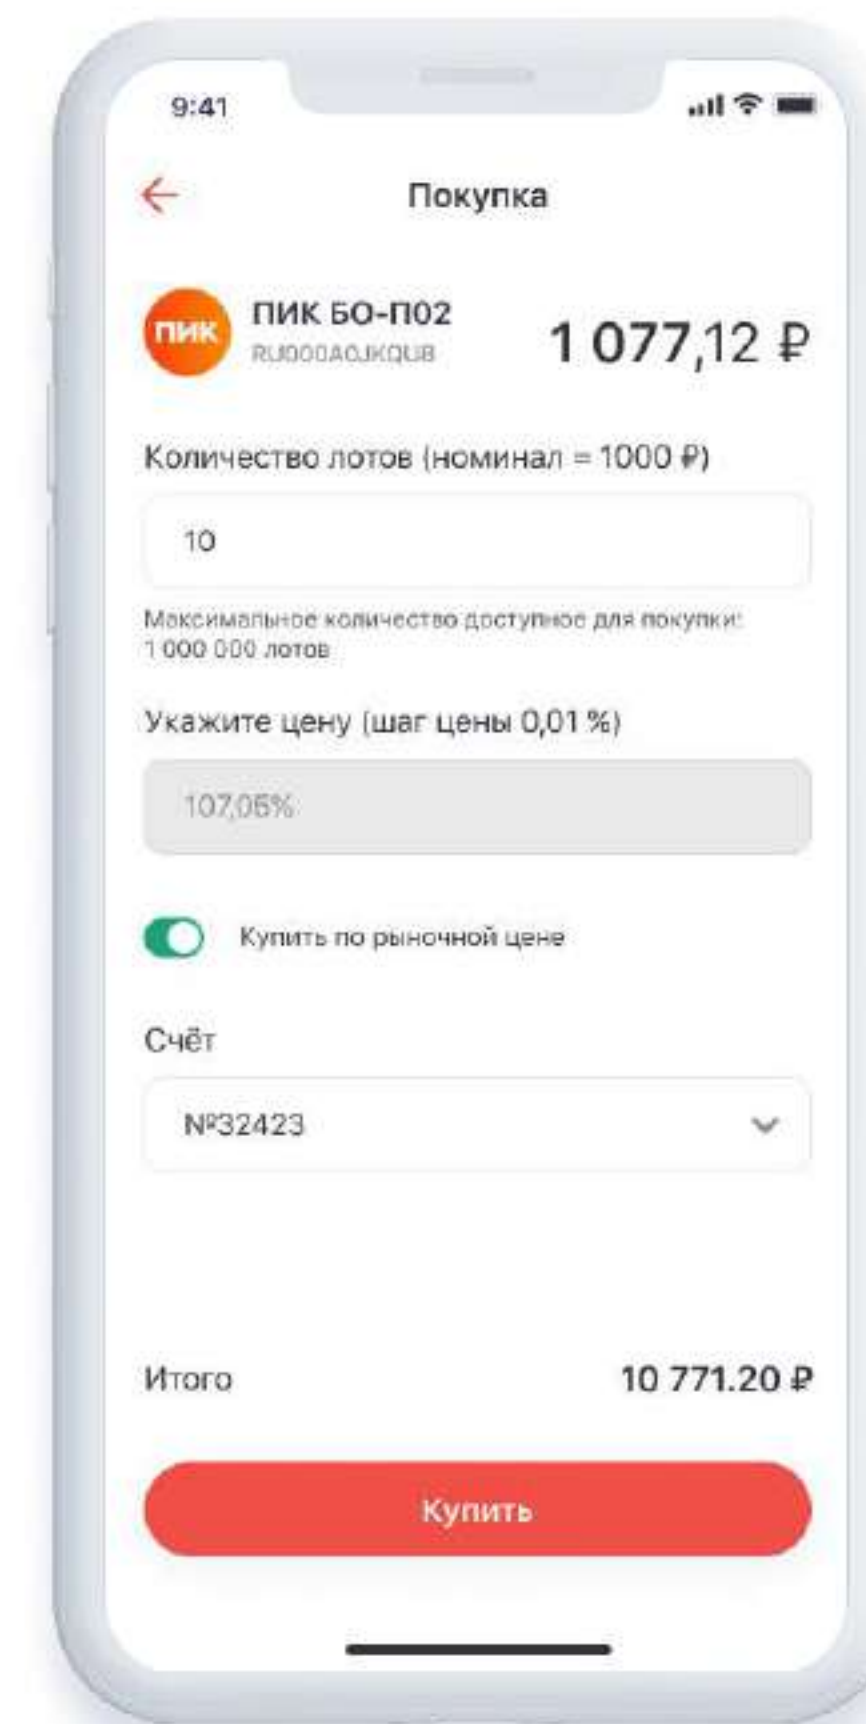 9:41
Покупка
ПИК
ПИК БО-П02
1 077,12 ₽
RU000A0JKQU8
Количество лотов (номинал = 1000 ₽)
10
Максимальное количество доступное для покупки:
1 000 000 лотов
Укажите цену (шаг цены 0,01 %)
107,05%
Купить по рыночной цене
Счёт
№32423
Итого
10 771.20 ₽
Купить